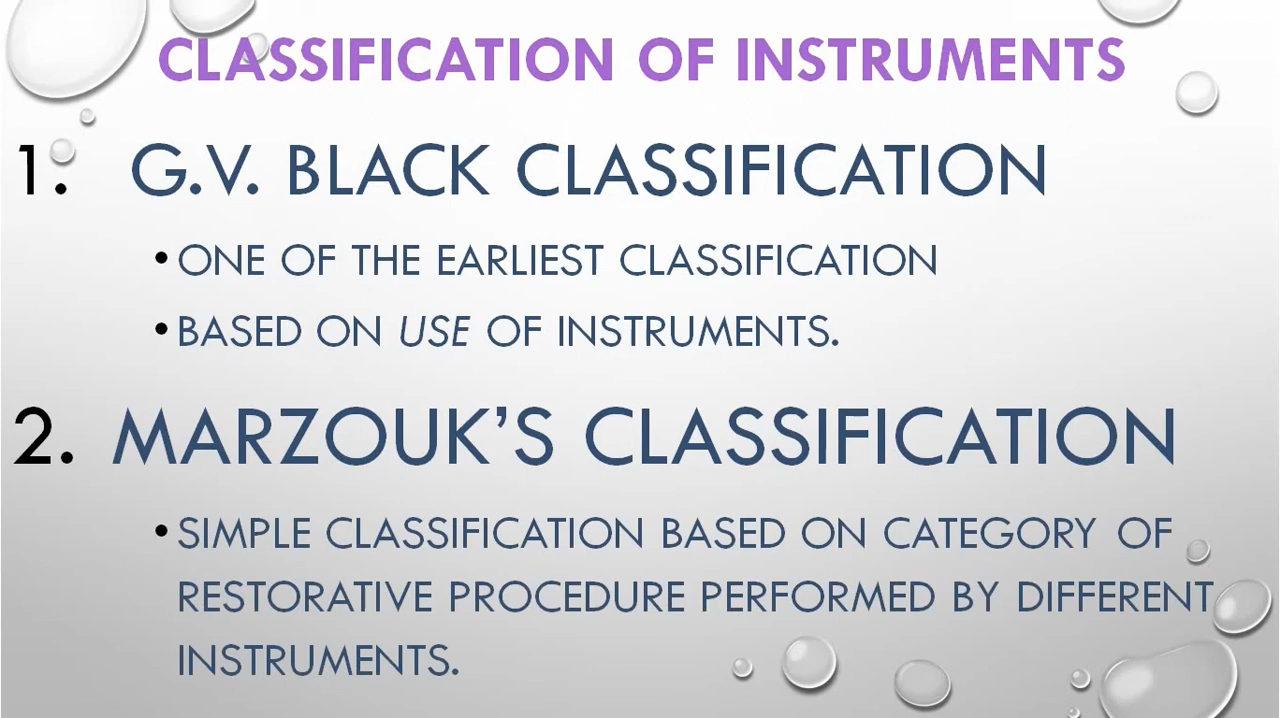 CLASSIFICATION OF INSTRUMENTS
1. G.V. BLACK CLASSIFICATION
• ONE OF THE EARLIEST CLASSIFICATION
• BASED ON USE OF INSTRUMENTS.
2. MARZOUK’S CLASSIFICATION
• SIMPLE CLASSIFICATION BASED ON CATEGORY OF
RESTORATIVE PROCEDURE PERFORMED BY DIFFERENT
INSTRUMENTS.